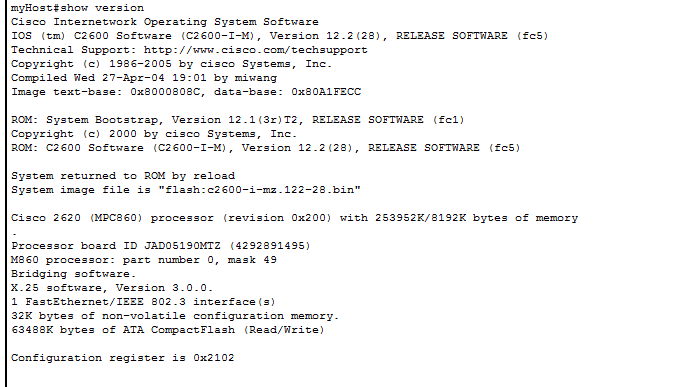 myHost#show version
Cisco Internetwork Operating System Software
IOS (tm) C2600 Software (C2600-I-M), Version 12.2(28), RELEASE SOFTWARE (fc5)
Technical Support: http://www.cisco.com/techsupport
Copyright (c) 1986-2005 by cisco Systems, Inc.
Compiled Wed 27-Apr-04 19:01 by miwang
Image text-base: 0x8000808C, data-base: 0x80A1FECC
ROM: System Bootstrap, Version 12.1(3r)T2, RELEASE SOFTWARE (fc1)
Copyright (c) 2000 by cisco Systems, Inc.
ROM: C2600 Software (C2600-I-M), Version 12.2(28), RELEASE SOFTWARE (fc5)
System returned to ROM by reload
System image file is "flash:c2600-i-mz.122-28.bin"
Cisco 2620 (MPC860) processor (revision 0x200) with 253952K/8192K bytes of memory
.
Processor board ID JAD05190MTZ (4292891495)
M860 processor: part number 0, mask 49
Bridging software.
X.25 software, Version 3.0.0.
1 FastEthernet/IEEE 802.3 interface(s)
32K bytes of non-volatile configuration memory.
63488K bytes of ATA CompactFlash (Read/Write)
Configuration register is 0x2102